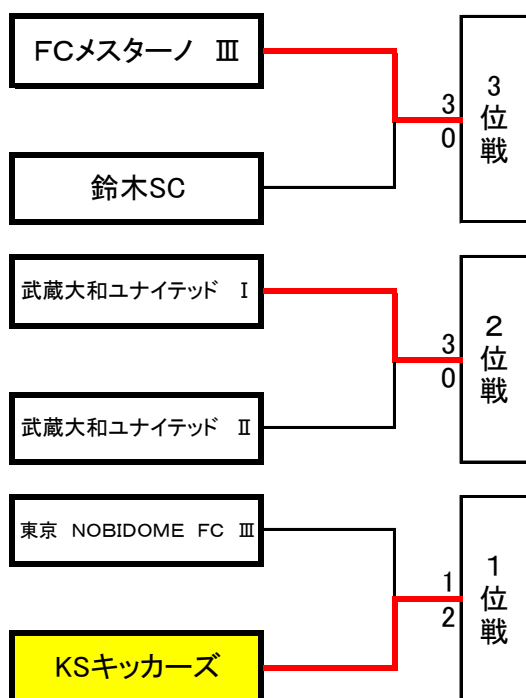 FCメスターノ　Ⅲ
3
0
3位戦
鈴木SC
武蔵大和ユナイテッド　Ⅰ
3
0
2位戦
武蔵大和ユナイテッド　Ⅱ
東京　NOBIDOME　FC　Ⅲ
1
2
1位戦
KSキッカーズ